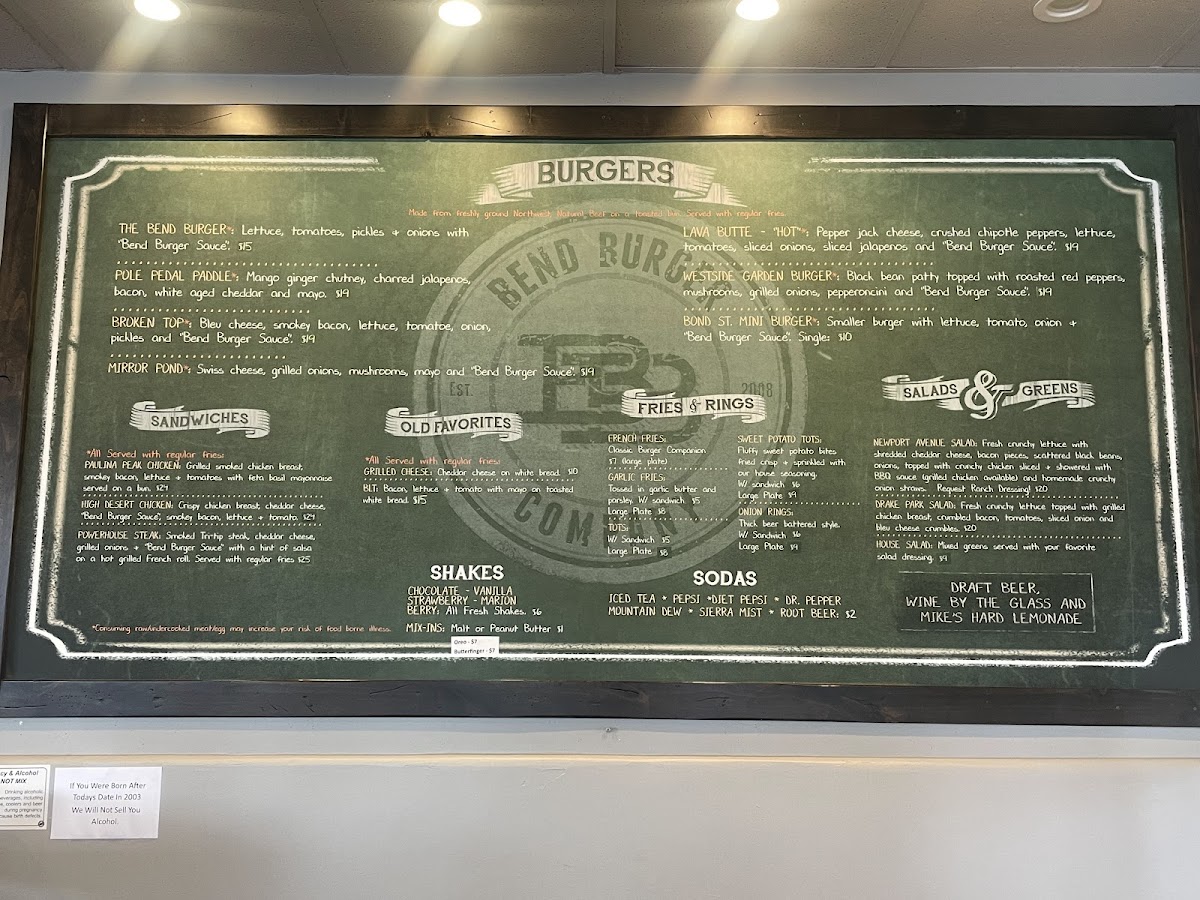 BURGERS
Made from freshly ground Northwest Natural Beef on a toasted bun. Served with regular fries.
THE BEND BURGER*: Lettuce, tomatoes, pickles + onions with
"Bend Burger Sauce". $15
POLE PEDAL PADDLE*: Mango ginger chutney, charred jalapenos,
bacon, white aged cheddar and mayo. $19
BROKEN TOP*: Bleu cheese, smokey bacon, lettuce, tomatoe, onion,
pickles and "Bend Burger Sauce". $19
MIRROR POND*: Swiss cheese, grilled onions, mushrooms, mayo and "Bend Burger Sauce". $19
LAVA BUTTE - "HOT"*: Pepper jack cheese, crushed chipotle peppers, lettuce,
tomatoes, sliced onions, sliced jalapenos and "Bend Burger Sauce". $19
WESTSIDE GARDEN BURGER*: Black bean patty topped with roasted red peppers,
mushrooms, grilled onions, pepperoncini and "Bend Burger Sauce". $19
BOND ST. MINI BURGER*: Smaller burger with lettuce, tomato, onion +
"Bend Burger Sauce". Single: $10
BEND BURGER
EST. 2008
COMPANY
SANDWICHES
*All Served with regular fries:
PAULINA PEAK CHICKEN: Grilled smoked chicken breast,
smokey bacon, lettuce + tomatoes with feta basil mayonnaise
served on a bun. $24
HIGH DESERT CHICKEN: Crispy chicken breast, cheddar cheese,
"Bend Burger Sauce", smokey bacon, lettuce + tomato. $24
POWERHOUSE STEAK: Smoked Tri-tip steak, cheddar cheese,
grilled onions + "Bend Burger Sauce" with a hint of salsa
on a hot grilled French roll. Served with regular fries $25
OLD FAVORITES
*All Served with regular fries!
GRILLED CHEESE: Cheddar cheese on white bread. $10
BLT: Bacon, lettuce + tomato with mayo on toasted
white bread. $15
FRIES & RINGS
FRENCH FRIES:
Classic Burger Companion
$7 (large plate)
GARLIC FRIES:
Tossed in garlic butter and
parsley. W/ sandwich $5
Large Plate $8
TOTS:
W/ Sandwich $5
Large Plate $8
SWEET POTATO TOTS:
Fluffy sweet potato bites
fried crisp + sprinkled with
our house seasoning.
W/ sandwich $6
Large Plate $9
ONION RINGS:
Thick beer battered style.
W/ Sandwich $6
Large Plate $9
SALADS & GREENS
NEWPORT AVENUE SALAD: Fresh crunchy lettuce with
shredded cheddar cheese, bacon pieces, scattered black beans,
onions, topped with crunchy chicken sliced + showered with
BBQ sauce (grilled chicken available) and homemade crunchy
onion straws. Request Ranch Dressing! $20
DRAKE PARK SALAD: Fresh crunchy lettuce topped with grilled
chicken breast, crumbled bacon, tomatoes, sliced onion and
bleu cheese crumbles. $20
HOUSE SALAD: Mixed greens served with your favorite
salad dressing. $9
DRAFT BEER,
WINE BY THE GLASS AND
MIKE'S HARD LEMONADE
SHAKES
CHOCOLATE - VANILLA
STRAWBERRY - MARION
BERRY: All Fresh Shakes. $6
MIX-INS: Malt or Peanut Butter $1
Oreo - $7
Butterfinger - $7
SODAS
ICED TEA * PEPSI *DIET PEPSI * DR. PEPPER
MOUNTAIN DEW * SIERRA MIST * ROOT BEER: $2
*Consuming raw/undercooked meat/egg may increase your risk of food borne illness.
cy & Alcohol
NOT MIX
Drinking alcoholic
beverages, including
coolers and beer
during pregnancy
cause birth defects.
If You Were Born After
Todays Date In 2003
We Will Not Sell You
Alcohol.